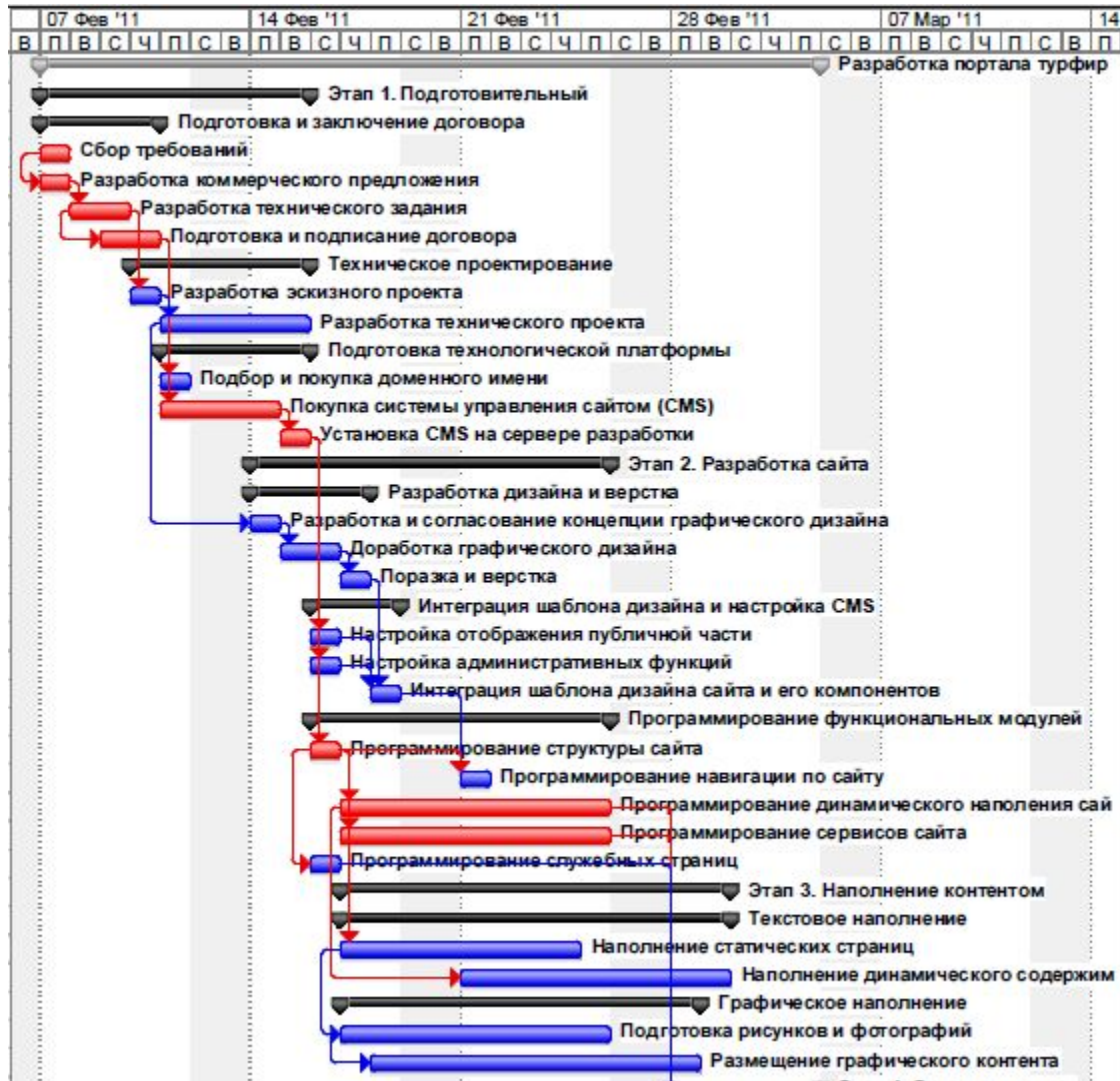 07 Фев '11 14 Фев '11 21 Фев '11 28 Фев '11 07 Мар '11 14
В П В С Ч П С В П В С Ч П С В П В С Ч П С В П В С Ч П С В П В С Ч П С В П
Разработка портала турфир
Этап 1. Подготовительный
Подготовка и заключение договора
Сбор требований
Разработка коммерческого предложения
Разработка технического задания
Подготовка и подписание договора
Техническое проектирование
Разработка эскизного проекта
Разработка технического проекта
Подготовка технологической платформы
Подбор и покупка доменного имени
Покупка системы управления сайтом (CMS)
Установка CMS на сервере разработки
Этап 2. Разработка сайта
Разработка дизайна и верстка
Разработка и согласование концепции графического дизайна
Доработка графического дизайна
Поразка и верстка
Интеграция шаблона дизайна и настройка CMS
Настройка отображения публичной части
Настройка административных функций
Интеграция шаблона дизайна сайта и его компонентов
Программирование функциональных модулей
Программирование структуры сайта
Программирование навигации по сайту
Программирование динамического наполения сай
Программирование сервисов сайта
Программирование служебных страниц
Этап 3. Наполнение контентом
Текстовое наполнение
Наполнение статических страниц
Наполнение динамического содержим
Графическое наполнение
Подготовка рисунков и фотографий
Размещение графического контента